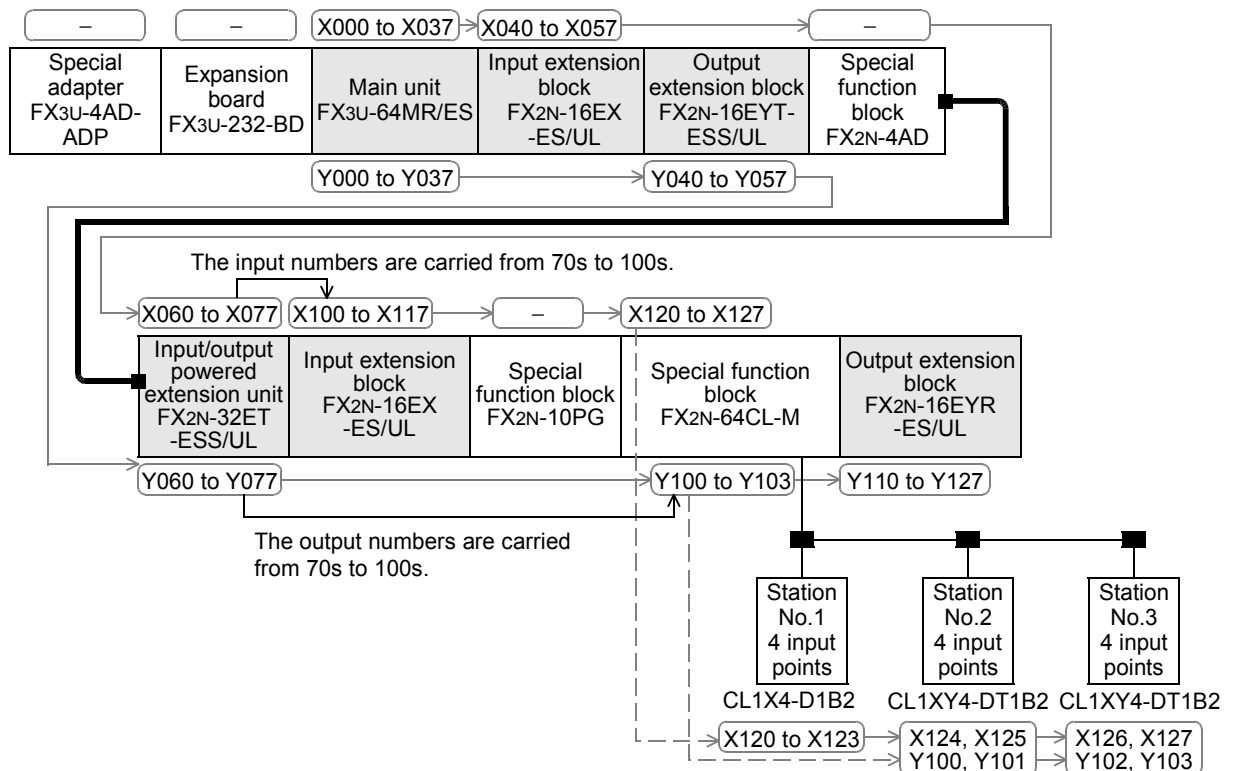 –
–
X000 to X037
X040 to X057
–
Special
adapter
FX3U-4AD-
ADP
Expansion
board
FX3U-232-BD
Main unit
FX3U-64MR/ES
Input extension
block
FX2N-16EX
-ES/UL
Output
extension block
FX2N-16EYT-
ESS/UL
Special
function
block
FX2N-4AD
Y000 to Y037
Y040 to Y057
The input numbers are carried from 70s to 100s.
X060 to X077
X100 to X117
–
X120 to X127
Input/output
powered
extension unit
FX2N-32ET
-ESS/UL
Input extension
block
FX2N-16EX
-ES/UL
Special
function block
FX2N-10PG
Special function
block
FX2N-64CL-M
Output extension
block
FX2N-16EYR
-ES/UL
Y060 to Y077
Y100 to Y103
Y110 to Y127
The output numbers are carried
from 70s to 100s.
Station
No.1
4 input
points
Station
No.2
4 input
points
Station
No.3
4 input
points
CL1X4-D1B2
CL1XY4-DT1B2
CL1XY4-DT1B2
X120 to X123
X124, X125
Y100, Y101
X126, X127
Y102, Y103